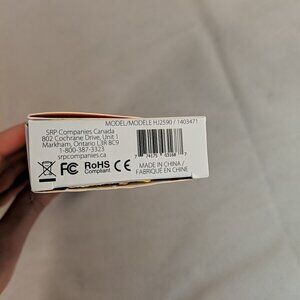 MODEL/MODÈLE HJ2590 / 1403471
SRP Companies Canada
802 Cochrane Drive, Unit 1
Markham, Ontario L3R 8C9
1-800-387-3323
srpcompanies.ca
FC RoHS CE
Compliant
MADE IN CHINA /
FABRIQUÉ EN CHINE